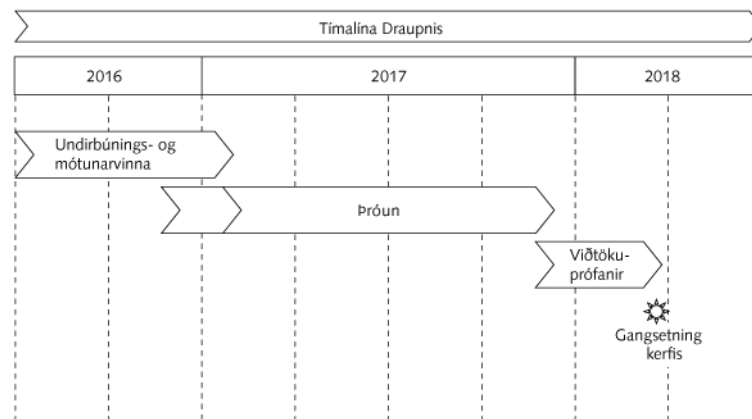 Tímalína Draupnis
2016
2017
2018
Undirbúnings- og
mótunarvinna
Þróun
Viðtöku-
prófanir
Gangsetning
kerfis